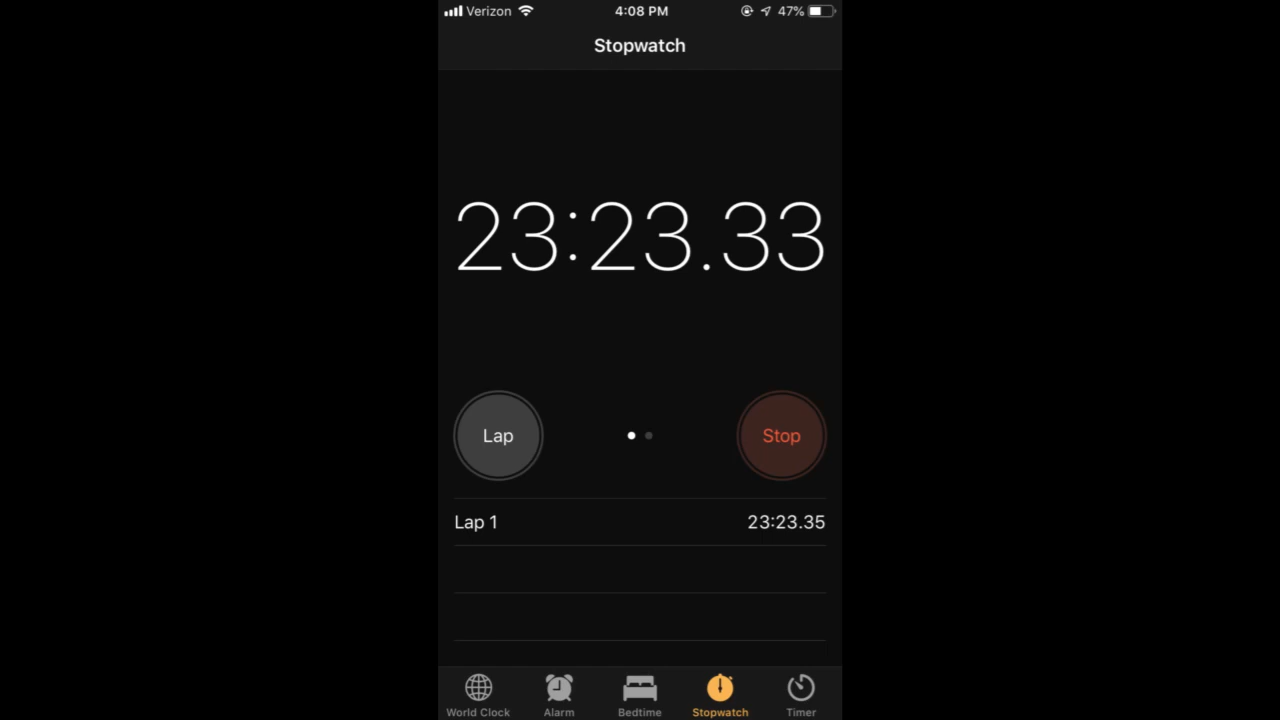 Verizon 4:08 PM 47%
Stopwatch
23:23.33
Lap Stop
Lap 1 23:23.35
World Clock Alarm Bedtime Stopwatch Timer